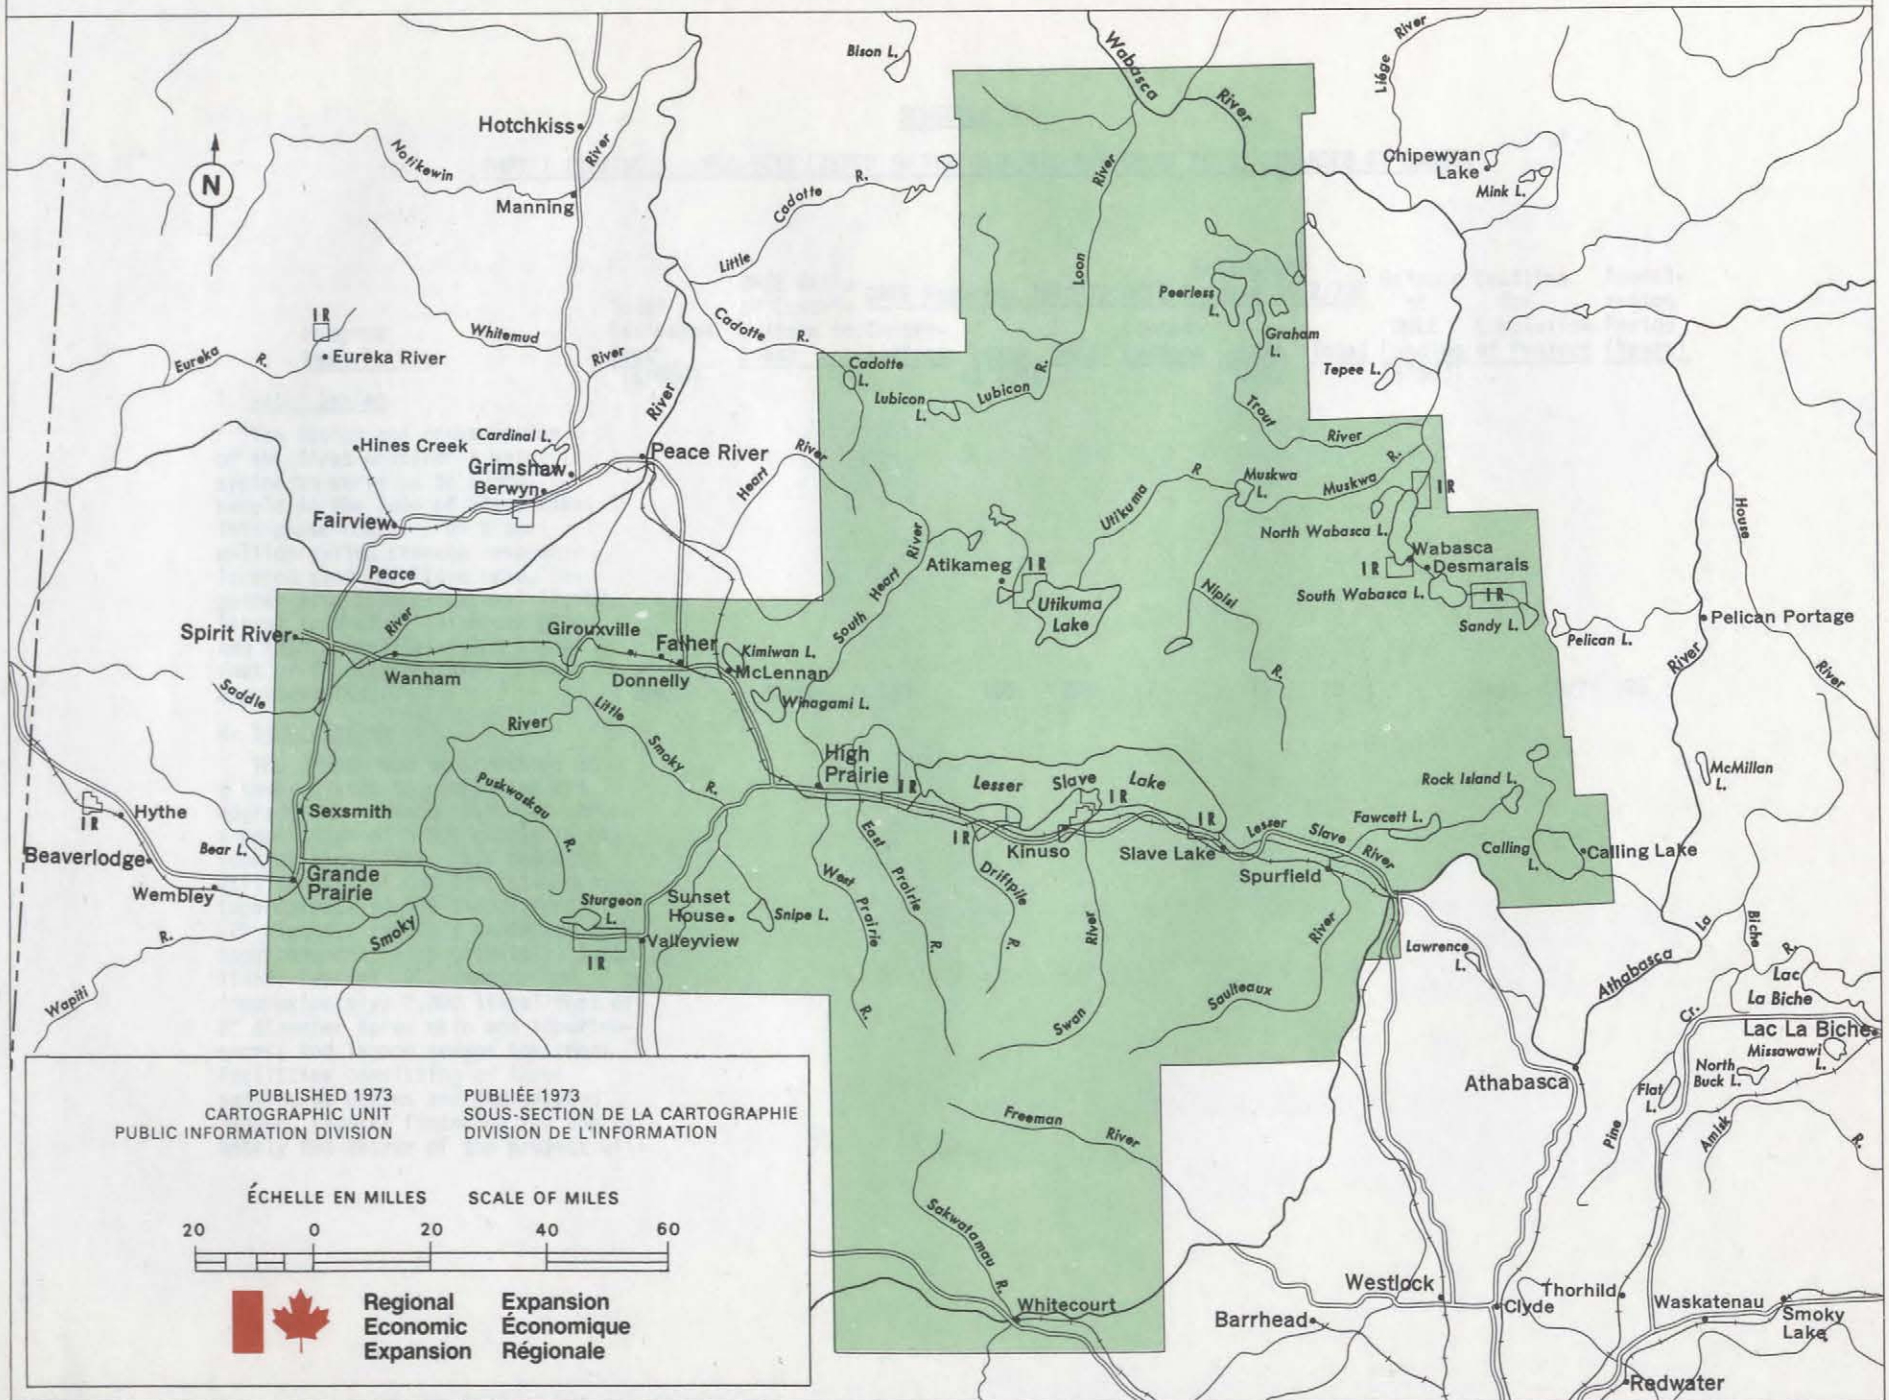 Bison L.
Wabasca
River
Liége
River
Hotchkiss
River
Notikewin
Manning
Chipewyan
Lake
Mink L.
Cadotte
R.
Little
River
Loon
N
IR
Eureka River
Eureka
R.
Whitemud
River
Cadotte
R.
River
Peerless
L.
Graham
L.
Tepee L.
Cadotte
L.
Lubicon
L.
Lubicon
R.
Trout
River
Hines Creek
Cardinal L.
Grimshaw
Berwyn
Peace River
Heart
River
Fairview
Peace
Utikuma
R
Muskwa
L.
Muskwa
R.
IR
North Wabasca L.
Wabasca
Desmarais
IR
South Wabasca L.
IR
Sandy L.
House
River
Atikameg
IR
Utikuma
Lake
South
Heart
River
Nipisi
R.
Pelican L.
Pelican Portage
River
Spirit River
River
Girouxville
Falher
Kimiwan L.
McLennan
Wanham
Donnelly
Winagami L.
Saddle
River
Little
Smoky
R.
Puskwaskau
R.
High
Prairie
IR
Lesser
Slave
Lake
IR
Rock Island L.
McMillan
L.
Hythe
IR
Sexsmith
Bear L.
Beaverlodge
Wembley
Grande
Prairie
IR
Kinuso
IR
Slave Lake
Lesser
Slave
River
Fawcett L.
Calling
L.
Calling Lake
Spurfield
East
Prairie
R.
West
Prairie
R.
Driftpile
R.
River
Swan
Sturgeon
L.
IR
Sunset
House
Snipe L.
Valleyview
Smoky
R.
Wapiti
River
Saulteaux
Lawrence
L.
Athabasca
La
Biche
R.
Lac
La Biche
Lac La Biche
Missawawi
L.
North
Buck L.
Cr.
Flat
L.
Pine
Amisk
R.
Athabasca
Freeman
River
Sakwatamau
R.
Whitecourt
Westlock
Barrhead
Clyde
Thorhild
Waskatenau
Smoky
Lake
Redwater
PUBLISHED 1973
CARTOGRAPHIC UNIT
PUBLIC INFORMATION DIVISION
PUBLIÉE 1973
SOUS-SECTION DE LA CARTOGRAPHIE
DIVISION DE L'INFORMATION
ÉCHELLE EN MILLES SCALE OF MILES
20 0 20 40 60
Regional
Economic
Expansion
Expansion
Économique
Régionale